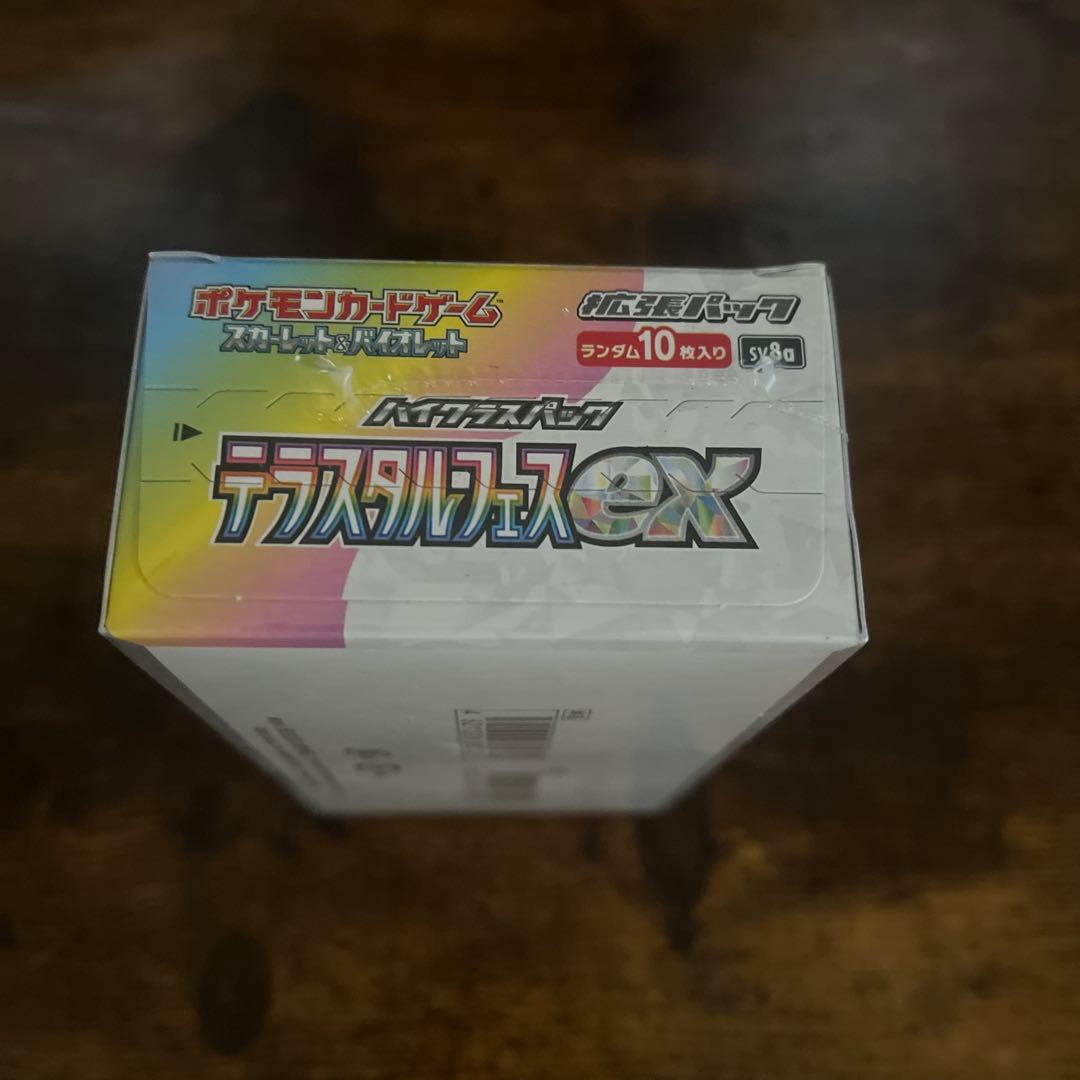 ポケモンカードゲーム™
スカーレット&バイオレット
拡張パック
ランダム10枚入り sv8a
ハイクラスパック
テラスタルフェスex